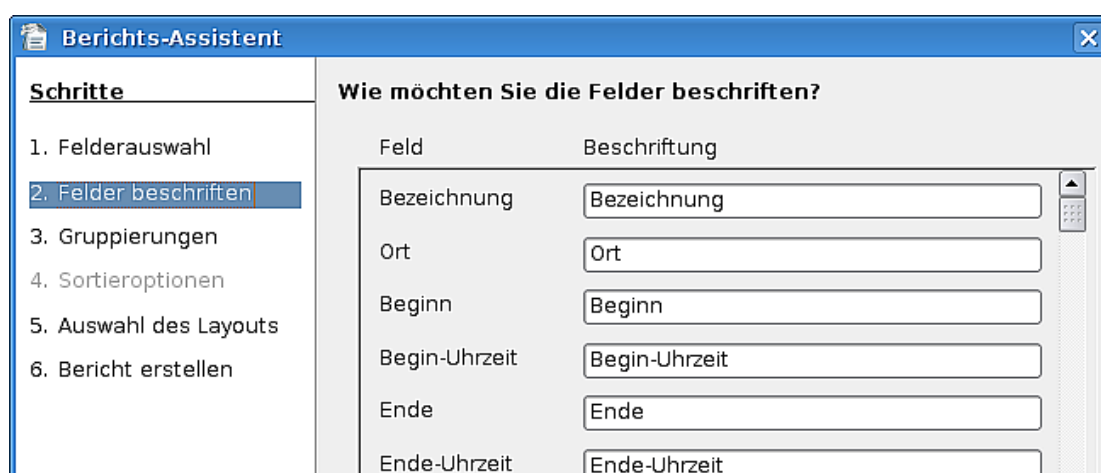 Berichts-Assistent
Schritte
1. Felderauswahl
2. Felder beschriften
3. Gruppierungen
4. Sortieroptionen
5. Auswahl des Layouts
6. Bericht erstellen
Wie möchten Sie die Felder beschriften?
Feld Beschriftung
Bezeichnung Bezeichnung
Ort Ort
Beginn Beginn
Begin-Uhrzeit Begin-Uhrzeit
Ende Ende
Ende-Uhrzeit Ende-Uhrzeit